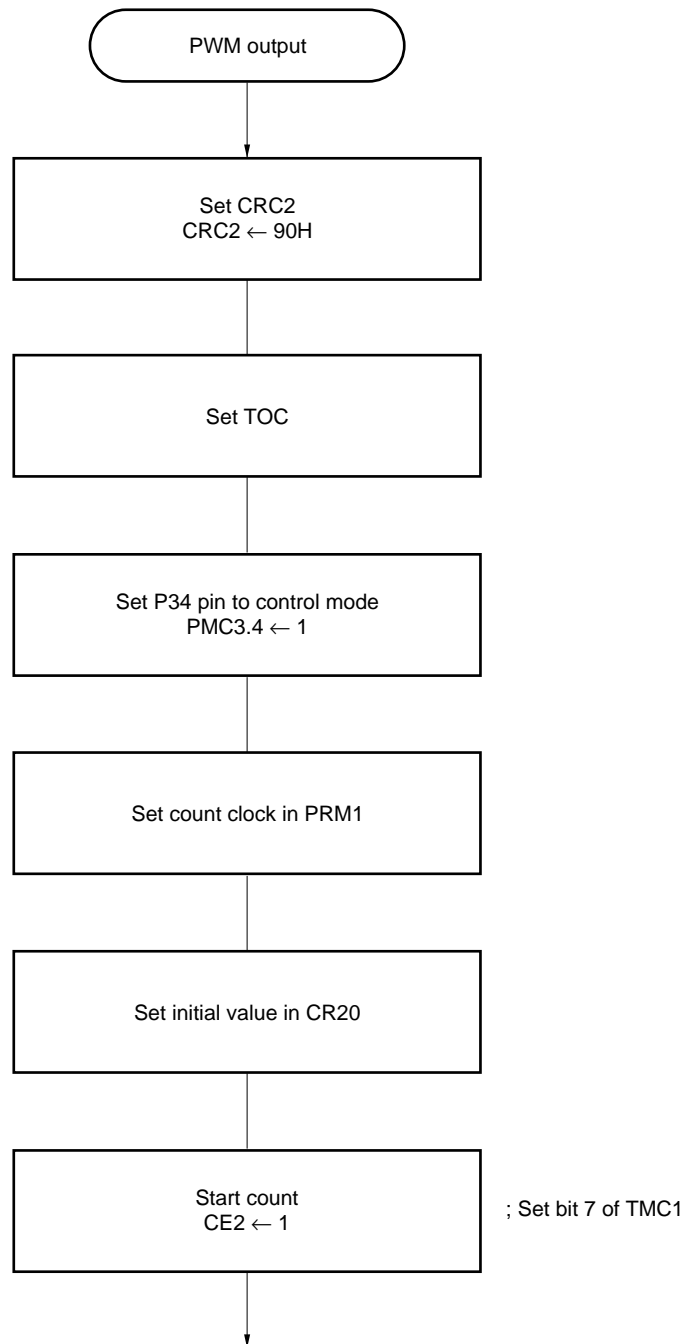 PWM output
Set CRC2
CRC2 ← 90H
Set TOC
Set P34 pin to control mode
PMC3.4 ← 1
Set count clock in PRM1
Set initial value in CR20
Start count
CE2 ← 1
; Set bit 7 of TMC1